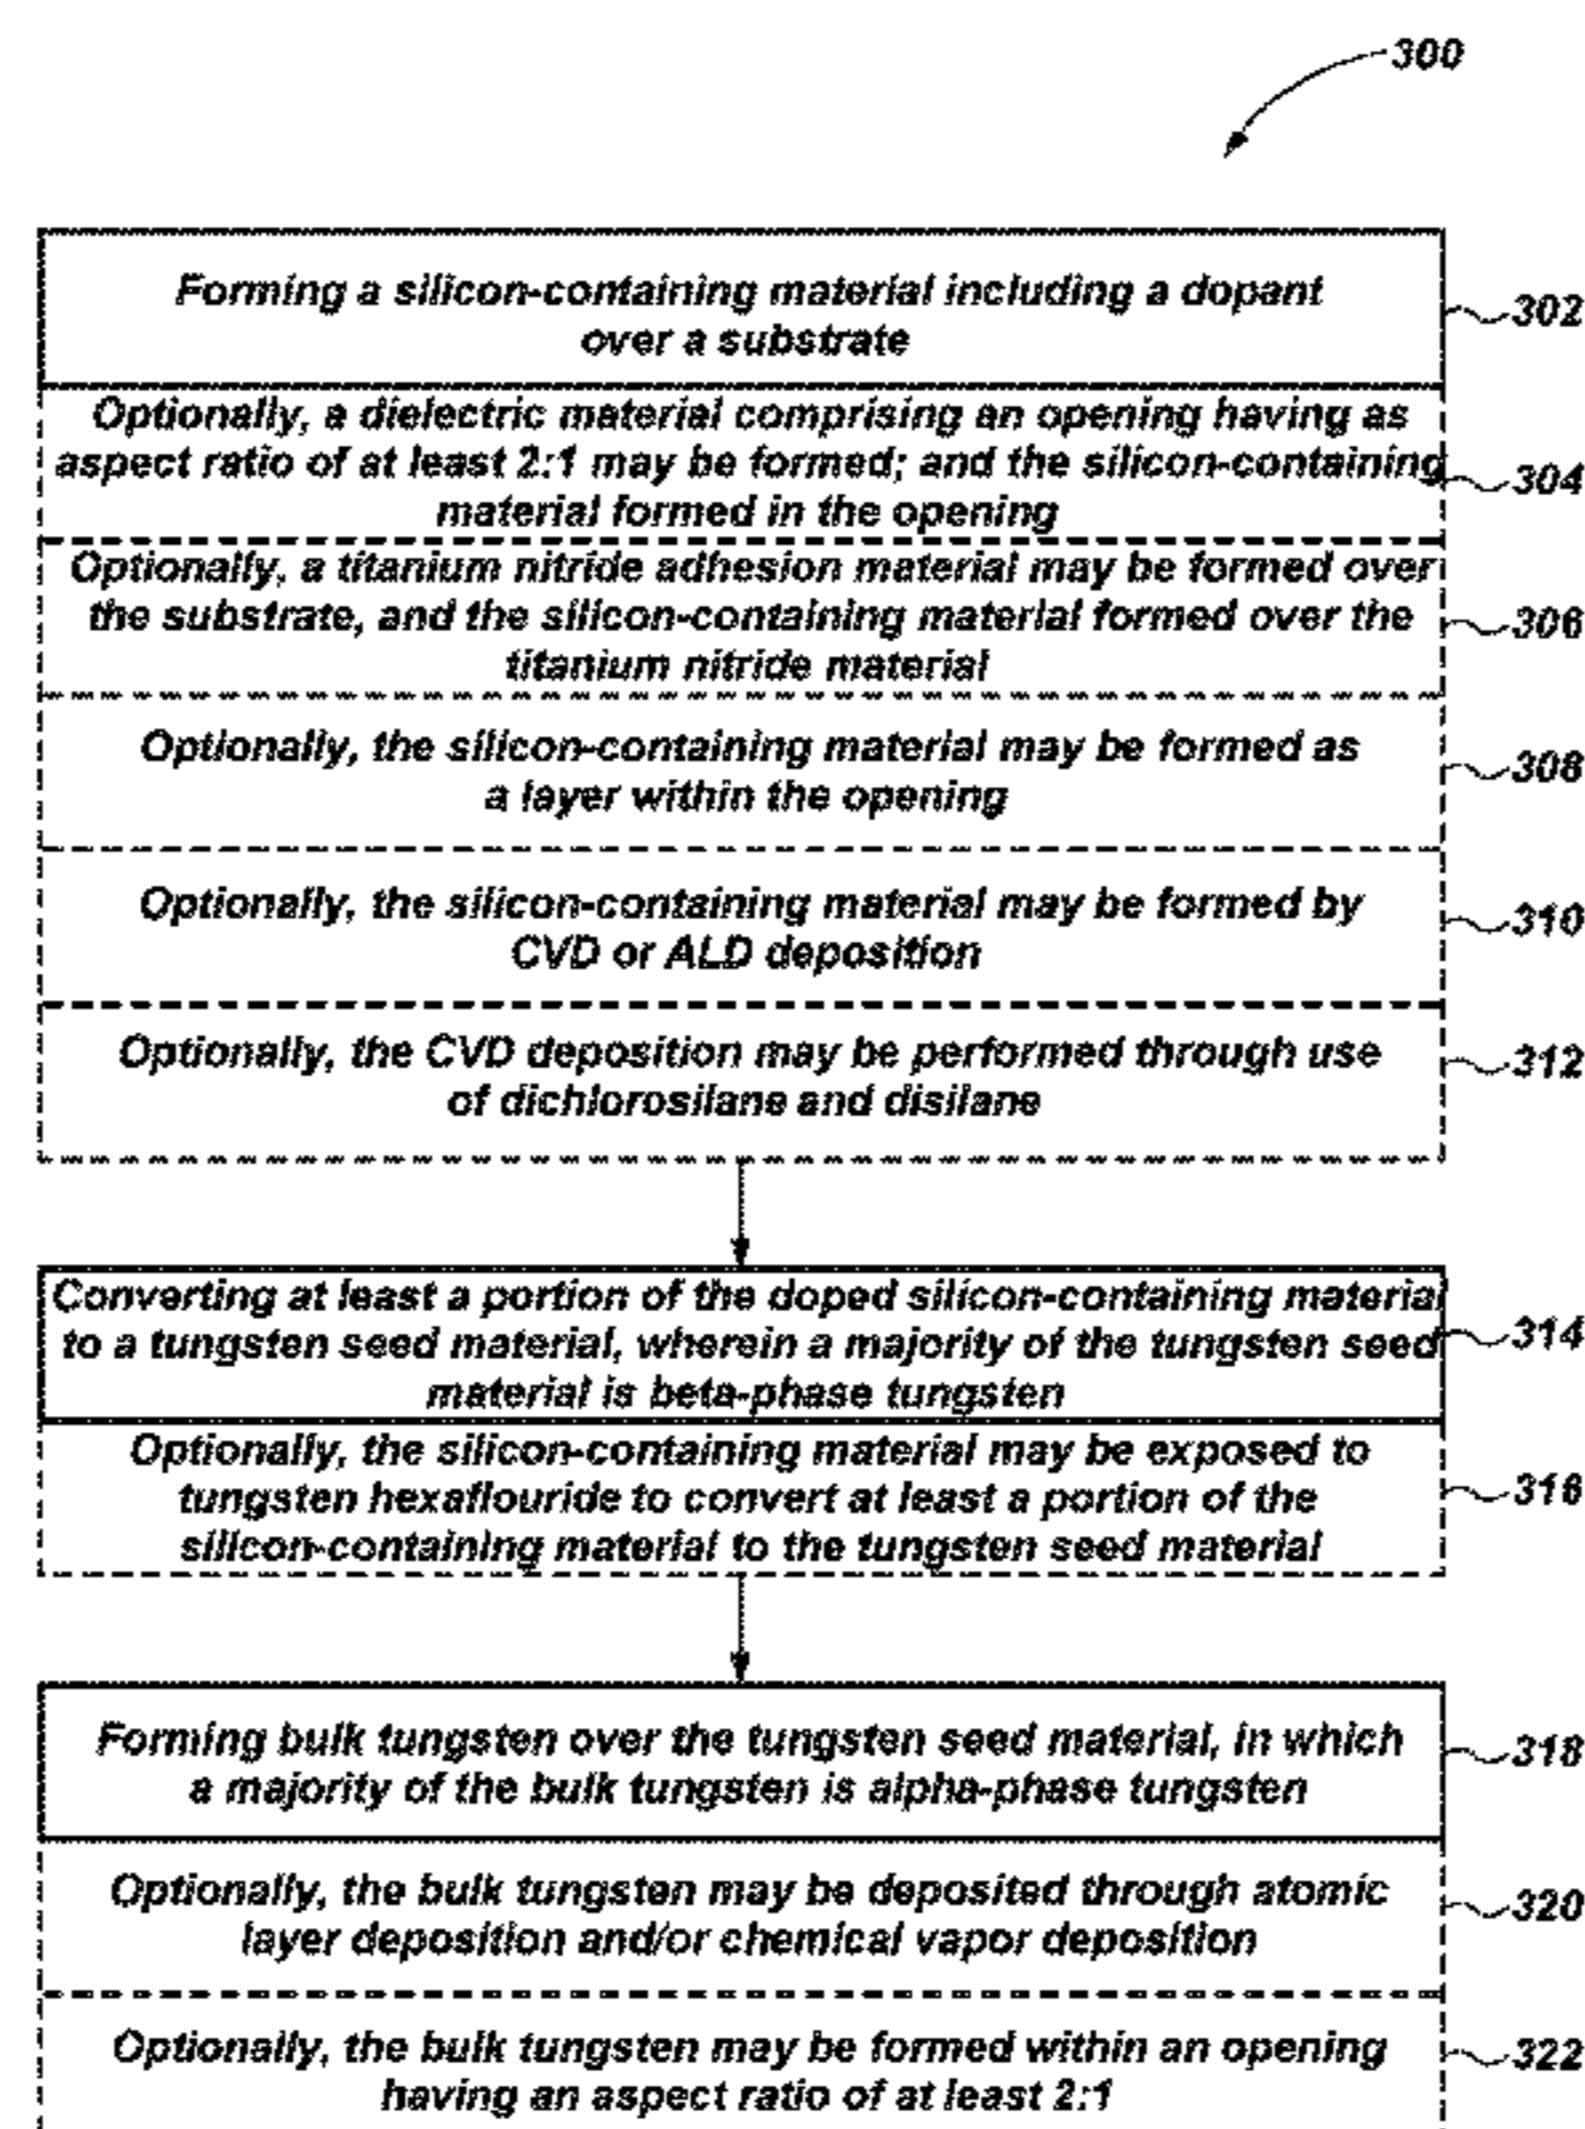 300
Forming a silicon-containing material including a dopant
over a substrate
302
Optionally, a dielectric material comprising an opening having as
aspect ratio of at least 2:1 may be formed; and the silicon-containing
material formed in the opening
304
Optionally, a titanium nitride adhesion material may be formed over
the substrate, and the silicon-containing material formed over the
titanium nitride material
306
Optionally, the silicon-containing material may be formed as
a layer within the opening
308
Optionally, the silicon-containing material may be formed by
CVD or ALD deposition
310
Optionally, the CVD deposition may be performed through use
of dichlorosilane and disilane
312
Converting at least a portion of the doped silicon-containing material
to a tungsten seed material, wherein a majority of the tungsten seed
material is beta-phase tungsten
314
Optionally, the silicon-containing material may be exposed to
tungsten hexaflouride to convert at least a portion of the
silicon-containing material to the tungsten seed material
316
Forming bulk tungsten over the tungsten seed material, in which
a majority of the bulk tungsten is alpha-phase tungsten
318
Optionally, the bulk tungsten may be deposited through atomic
layer deposition and/or chemical vapor deposition
320
Optionally, the bulk tungsten may be formed within an opening
having an aspect ratio of at least 2:1
322